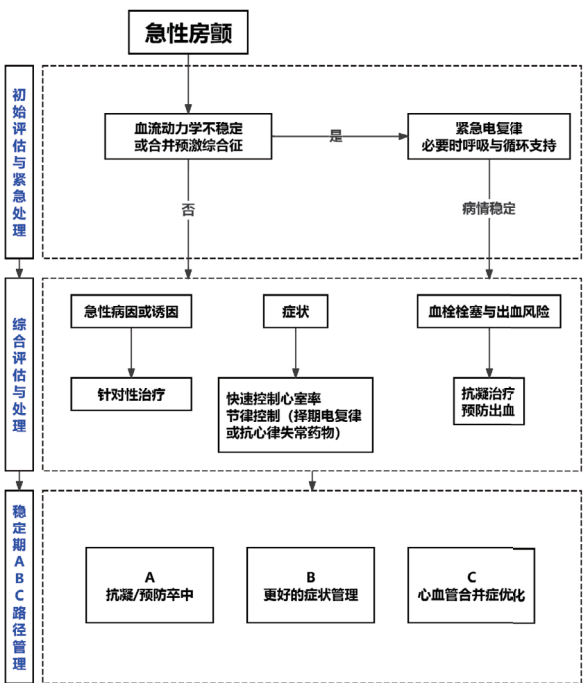 急性房颤
初始评估与紧急处理
血流动力学不稳定
或合并预激综合征
是
紧急电复律
必要时呼吸与循环支持
否
病情稳定
综合评估与处理
急性病因或诱因
症状
血栓栓塞与出血风险
针对性治疗
快速控制心室率
节律控制（择期电复律
或抗心律失常药物）
抗凝治疗
预防出血
稳定期ABC路径管理
A
抗凝/预防卒中
B
更好的症状管理
C
心血管合并症优化